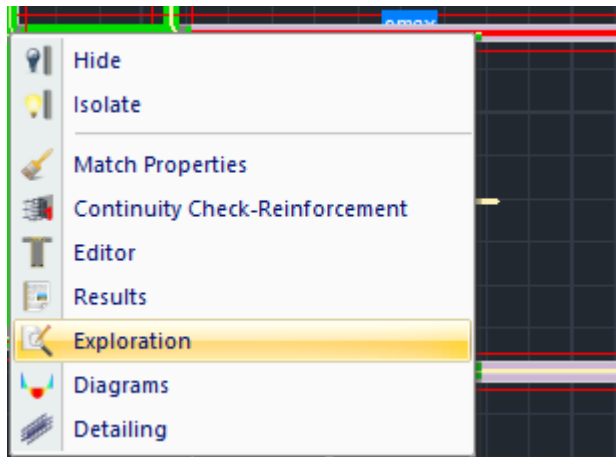 Hide
Isolate
Match Properties
Continuity Check-Reinforcement
Editor
Results
Exploration
Diagrams
Detailing